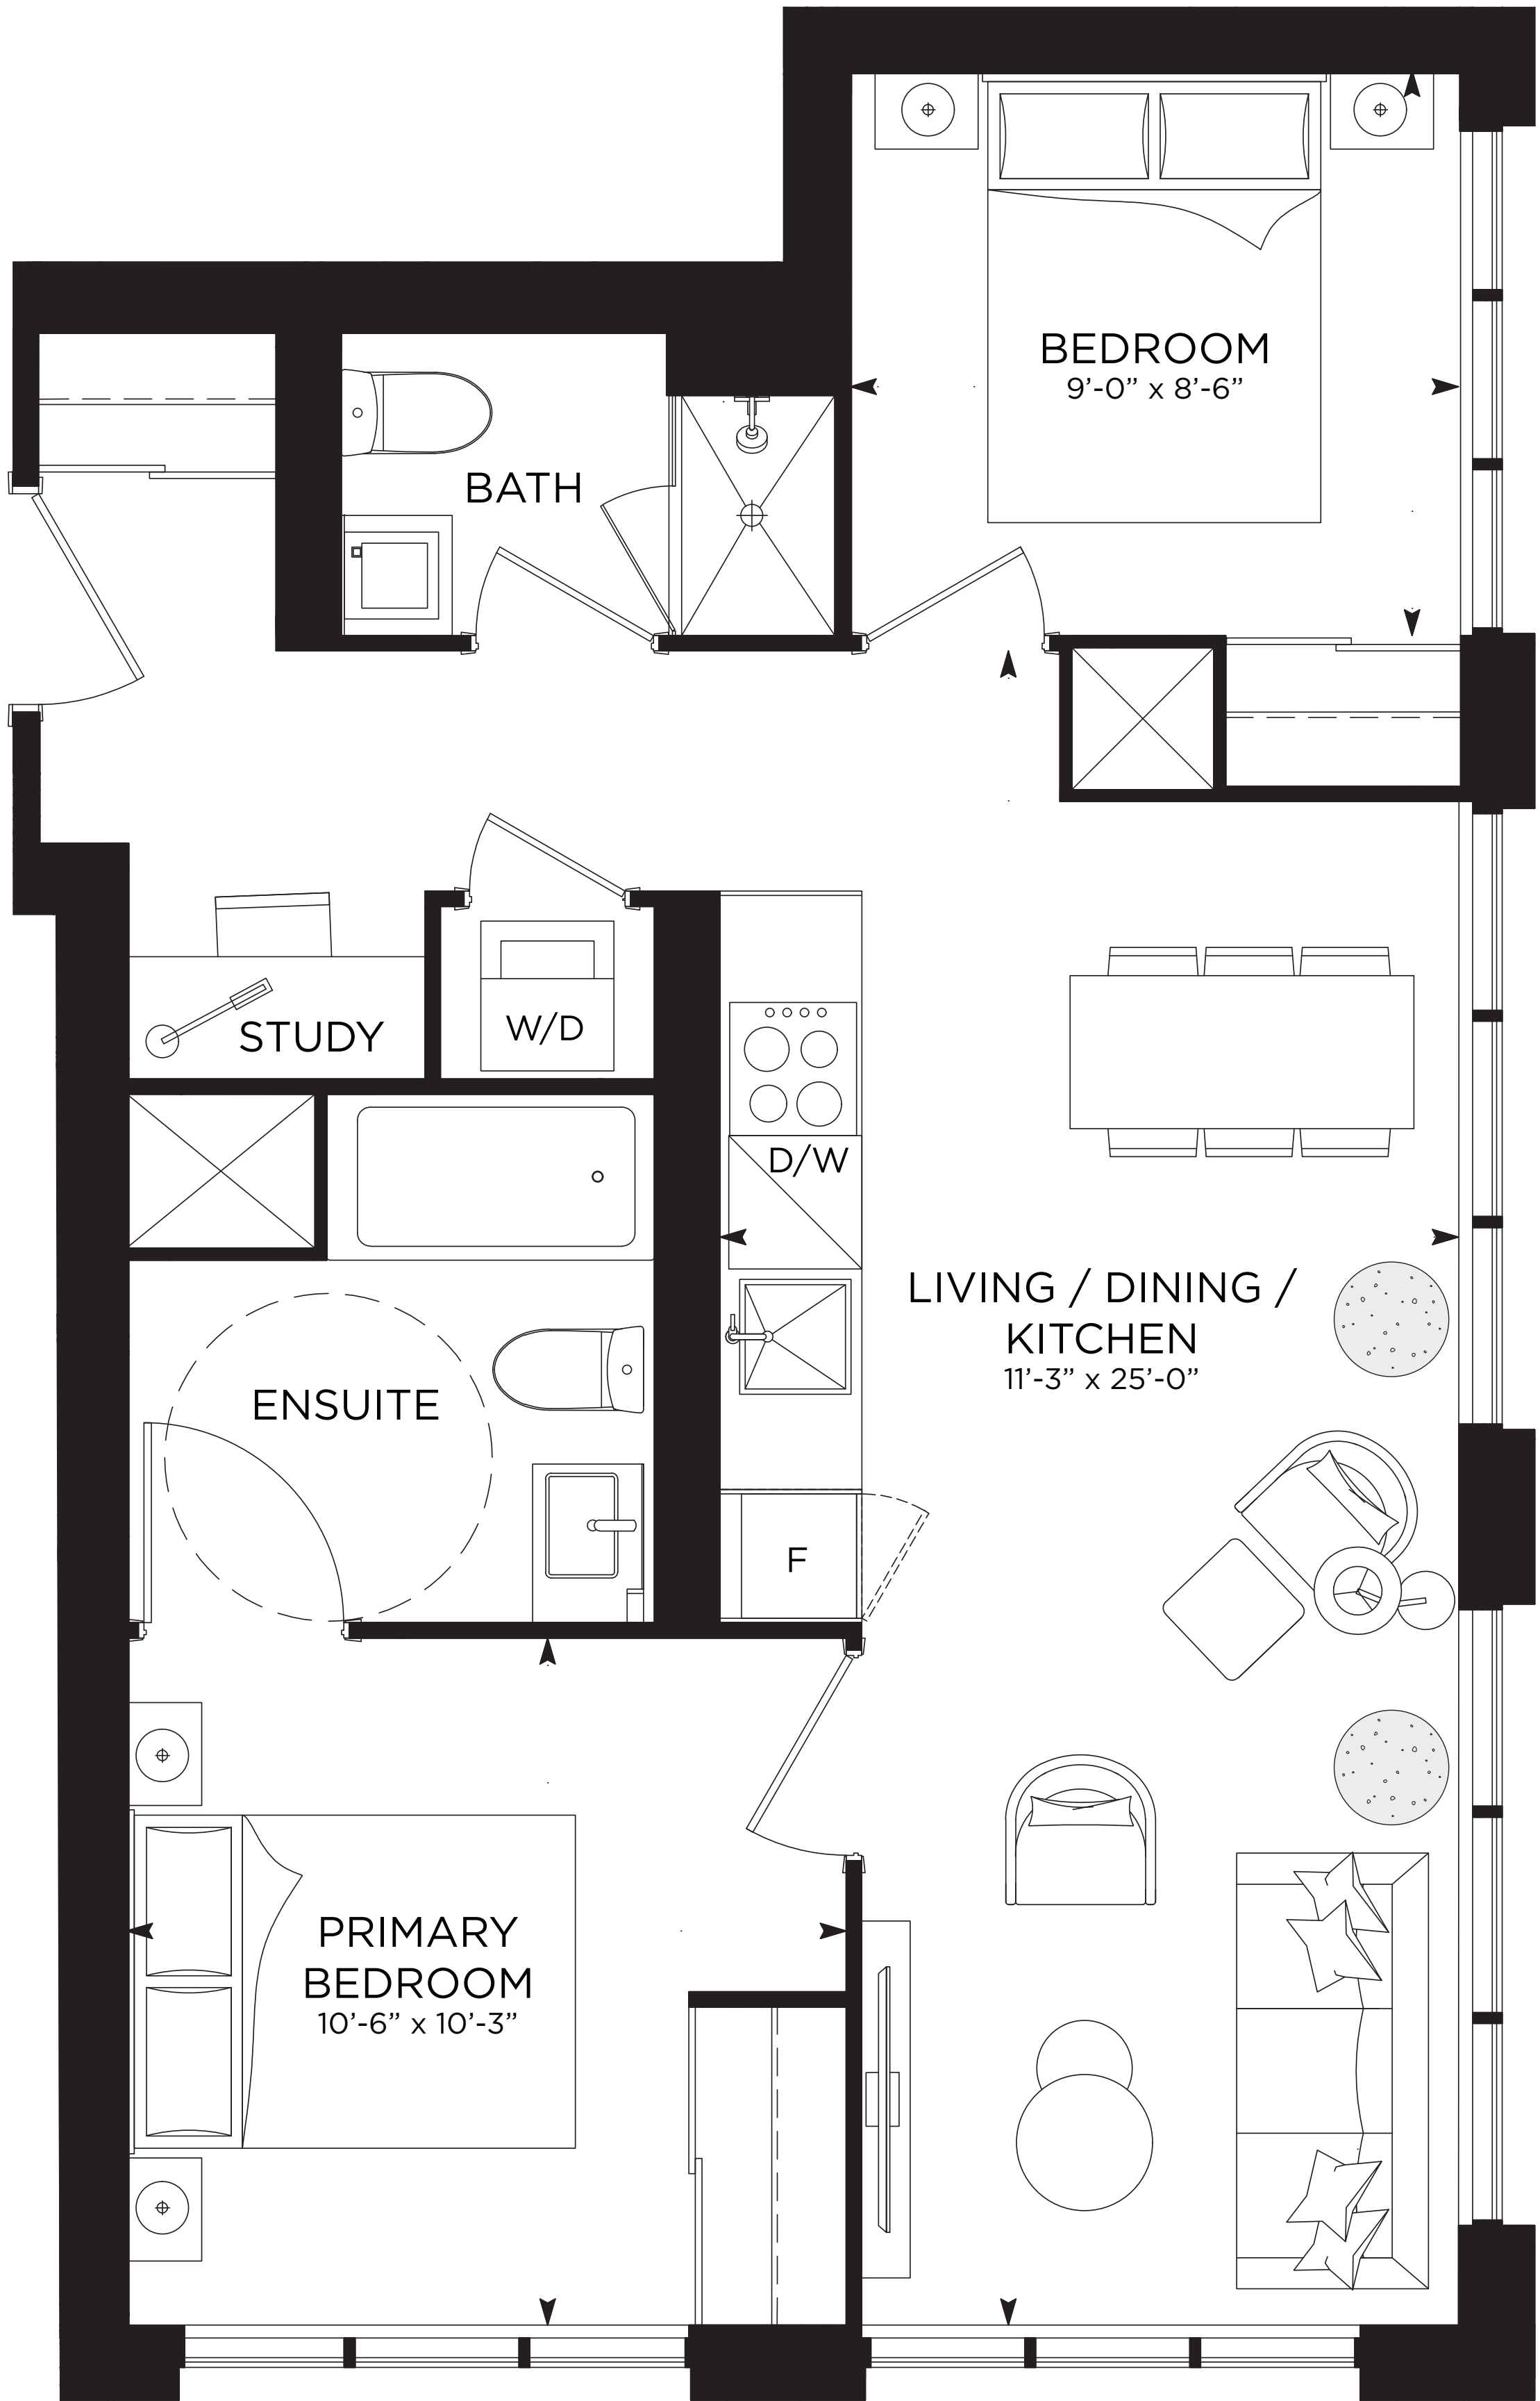 BEDROOM
9’-0” x 8’-6”
BATH
STUDY
W/D
D/W
LIVING / DINING /
KITCHEN
11’-3” x 25’-0”
ENSUITE
F
PRIMARY
BEDROOM
10’-6” x 10’-3”